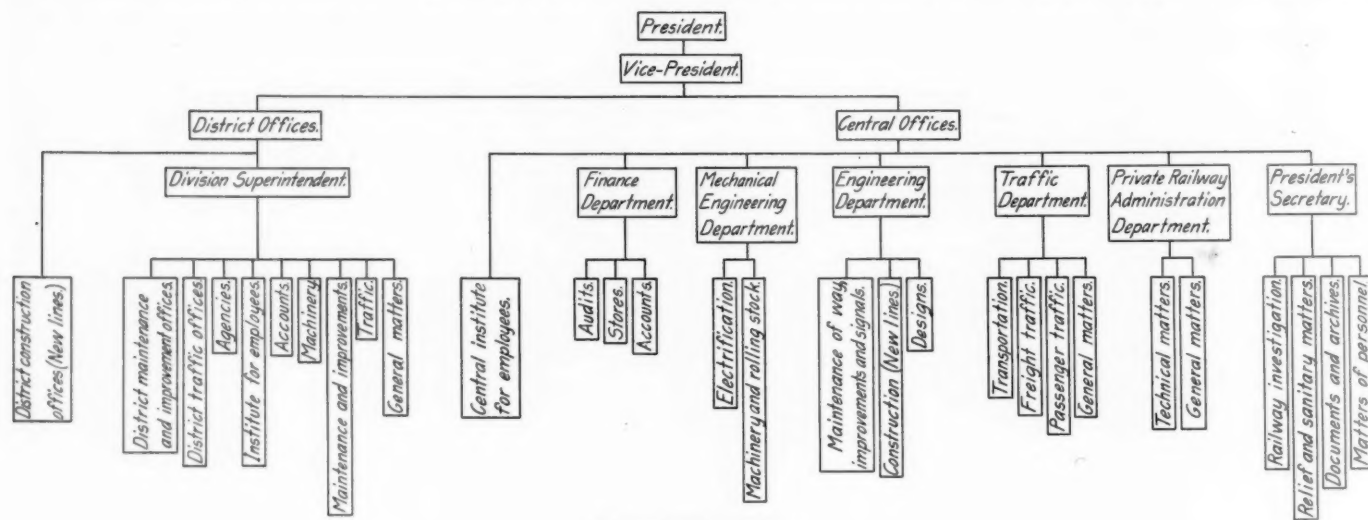 President.
Vice-President.
District Offices.
Central Offices.
Division Superintendent.
Finance
Department.
Mechanical
Engineering
Department.
Engineering
Department.
Traffic
Department.
Private Railway
Administration
Department.
President's
Secretary.
District construction
offices (New lines.)
District maintenance
and improvement offices.
District traffic offices.
Agencies.
Institute for employees.
Accounts.
Machinery.
Maintenance and improvements.
Traffic.
General matters.
Central institute
for employees.
Audits.
Stores.
Accounts.
Electrification.
Machinery and rolling stock.
Maintenance of way,
improvements and signals.
Construction (New lines)
Designs.
Transportation.
Freight traffic.
Passenger traffic.
General matters.
Technical matters.
General matters.
Railway investigation.
Relief and sanitary matters.
Documents and archives.
Matters of personnel